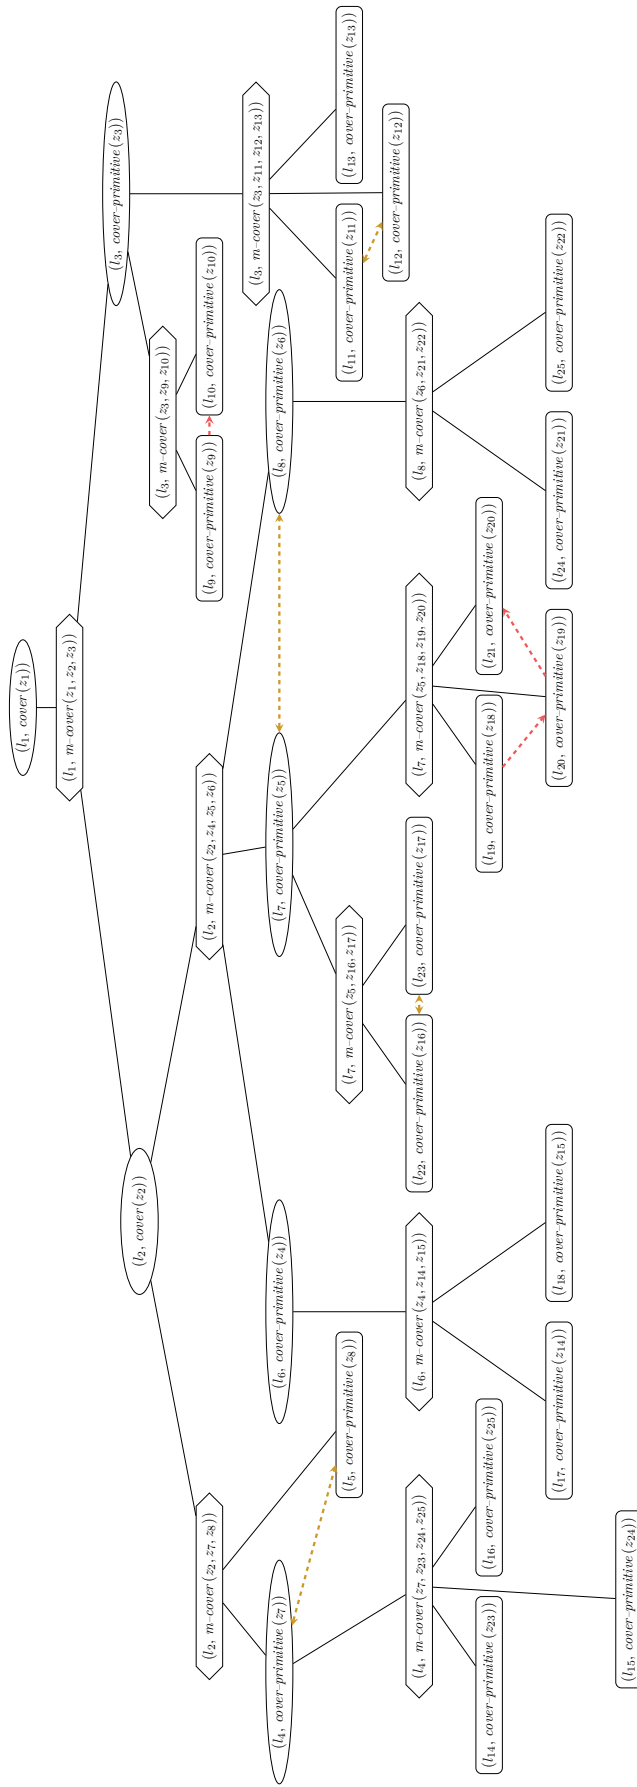 (l₁, cover(z₁))
(l₁, m-cover(z₁, z₂, z₃))
(l₂, cover(z₂))
(l₃, cover-primitive(z₃))
(l₂, m-cover(z₂, z₇, z₈))
(l₂, m-cover(z₂, z₄, z₅, z₆))
(l₃, m-cover(z₃, z₉, z₁₀))
(l₃, m-cover(z₃, z₁₁, z₁₂, z₁₃))
(l₉, cover-primitive(z₉))
(l₁₀, cover-primitive(z₁₀))
(l₄, cover-primitive(z₇))
(l₅, cover-primitive(z₈))
(l₆, cover-primitive(z₄))
(l₇, cover-primitive(z₅))
(l₈, cover-primitive(z₆))
(l₁₁, cover-primitive(z₁₁))
(l₁₂, cover-primitive(z₁₂))
(l₁₃, cover-primitive(z₁₃))
(l₄, m-cover(z₇, z₂₃, z₂₄, z₂₅))
(l₆, m-cover(z₄, z₁₄, z₁₅))
(l₇, m-cover(z₅, z₁₆, z₁₇))
(l₇, m-cover(z₅, z₁₈, z₁₉, z₂₀))
(l₈, m-cover(z₆, z₂₁, z₂₂))
(l₁₄, cover-primitive(z₂₃))
(l₁₅, cover-primitive(z₂₄))
(l₁₆, cover-primitive(z₂₅))
(l₁₇, cover-primitive(z₁₄))
(l₁₈, cover-primitive(z₁₅))
(l₂₂, cover-primitive(z₁₆))
(l₂₃, cover-primitive(z₁₇))
(l₁₉, cover-primitive(z₁₈))
(l₂₀, cover-primitive(z₁₉))
(l₂₁, cover-primitive(z₂₀))
(l₂₄, cover-primitive(z₂₁))
(l₂₅, cover-primitive(z₂₂))